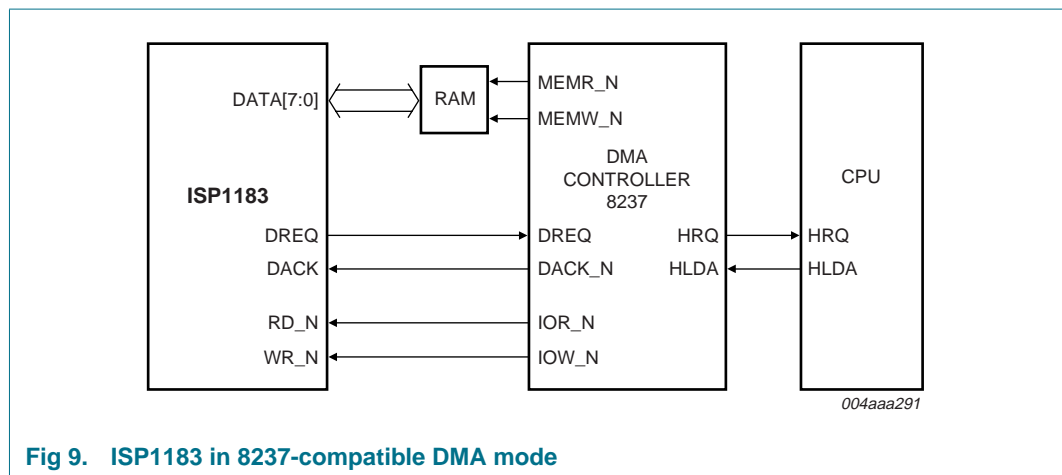 MEMR_N
DATA[7:0] RAM
MEMW_N
DMA
CONTROLLER
8237
CPU
ISP1183
DREQ DREQ HRQ HRQ
DACK DACK_N HLDA HLDA
RD_N IOR_N
WR_N IOW_N
004aaa291
Fig 9. ISP1183 in 8237-compatible DMA mode